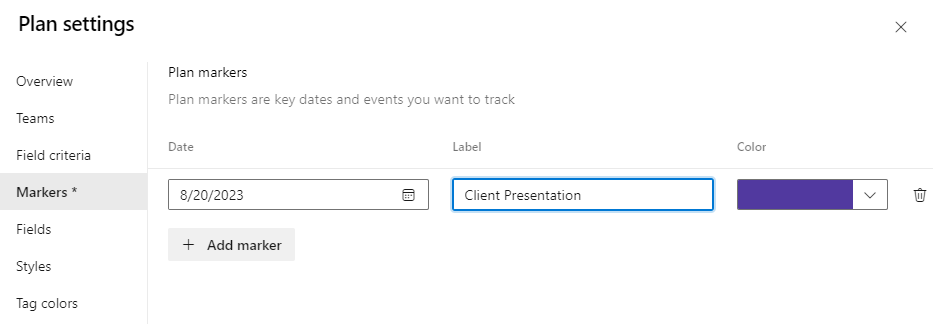 Plan settings
Overview
Teams
Field criteria
Markers *
Fields
Styles
Tag colors
Plan markers
Plan markers are key dates and events you want to track
Date Label Color
8/20/2023 Client Presentation
+ Add marker